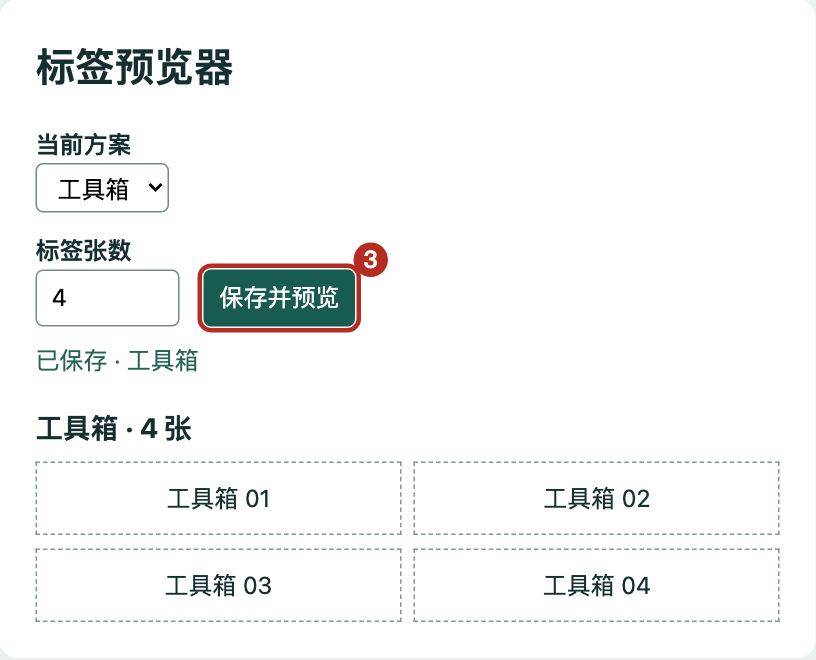 标签预览器
当前方案
工具箱
标签张数
4
保存并预览
3
已保存 · 工具箱
工具箱 · 4 张
工具箱 01
工具箱 02
工具箱 03
工具箱 04